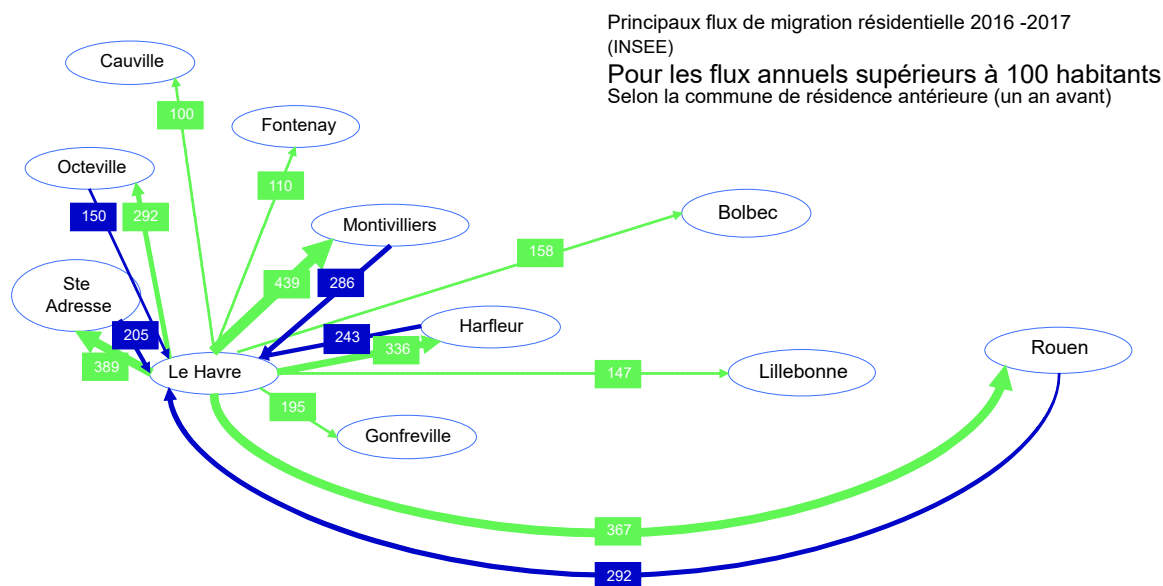 Principaux flux de migration résidentielle 2016 -2017
(INSEE)
Pour les flux annuels supérieurs à 100 habitants
Selon la commune de résidence antérieure (un an avant)
Cauville
100
Fontenay
Octeville
110
150
292
Montivilliers
Bolbec
158
439
286
Ste
Adresse
205
243
Harfleur
336
389
Le Havre
147
Lillebonne
Rouen
195
Gonfreville
367
292